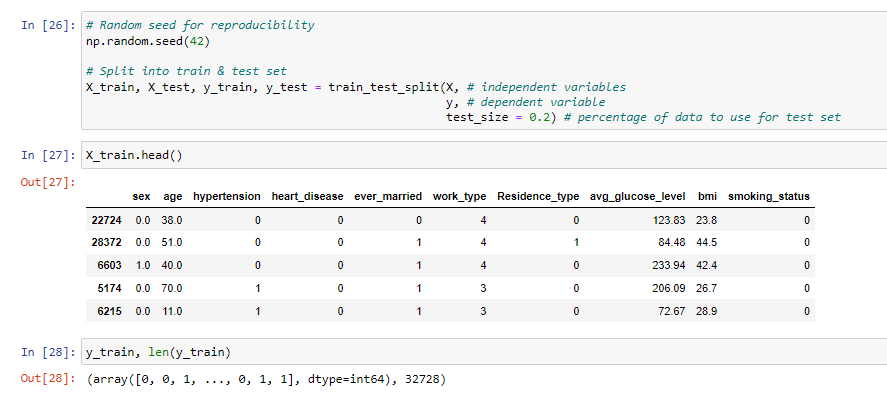 In [26]: # Random seed for reproducibility
np.random.seed(42)
# Split into train & test set
X_train, X_test, y_train, y_test = train_test_split(X, # independent variables
y, # dependent variable
test_size = 0.2) # percentage of data to use for test set
In [27]: X_train.head()
Out[27]:
sex age hypertension heart_disease ever_married work_type Residence_type avg_glucose_level bmi smoking_status
22724 0.0 38.0 0 0 0 4 0 123.83 23.8 0
28372 0.0 51.0 0 0 1 4 1 84.48 44.5 0
6603 1.0 40.0 0 0 1 4 0 233.94 42.4 0
5174 0.0 70.0 1 0 1 3 0 206.09 26.7 0
6215 0.0 11.0 1 0 1 3 0 72.67 28.9 0
In [28]: y_train, len(y_train)
Out[28]: (array([0, 0, 1, ..., 0, 1, 1], dtype=int64), 32728)